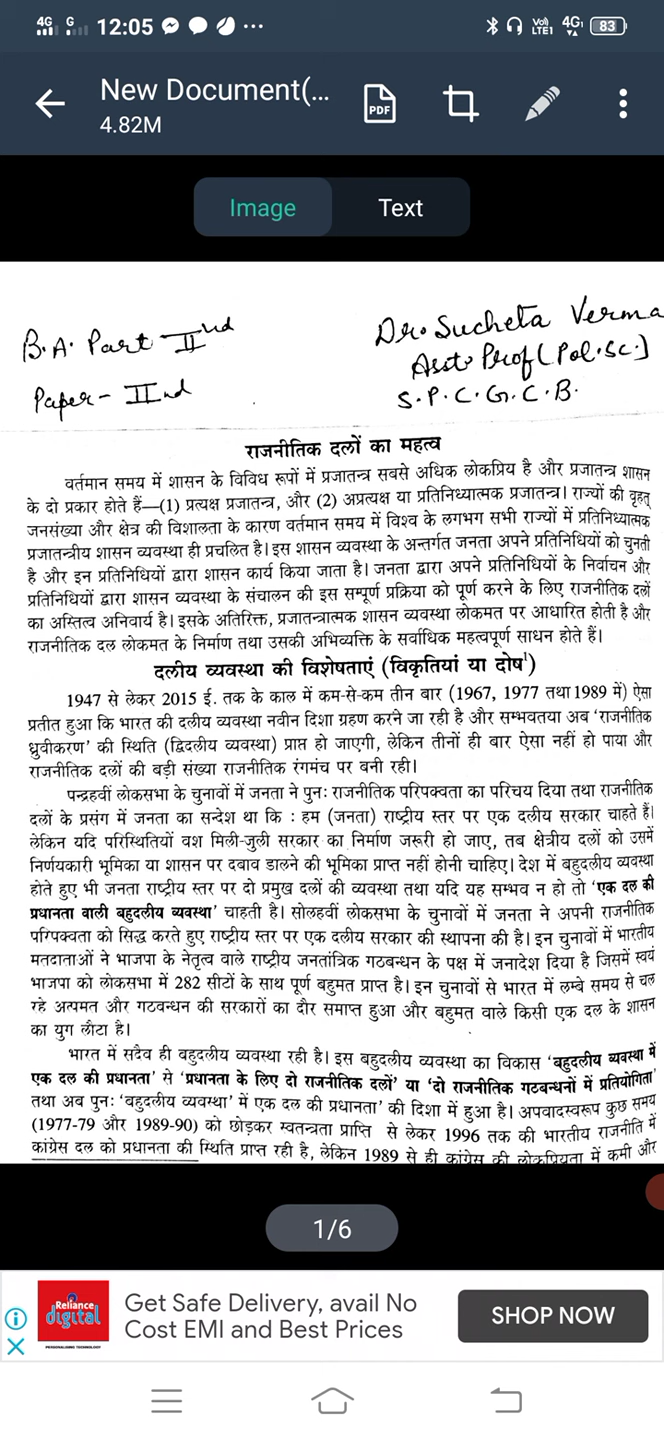 4G G 12:05 ... Vo) LTE1 4G 83
New Document(...
4.82M
PDF
Image Text
B.A. Part IInd
Dr. Sucheta Verma
Asst. Prof (Pol.Sc.)
Paper - IInd
S.P.C.G.C.B.
राजनीतिक दलों का महत्व
वर्तमान समय में शासन के विविध रूपों में प्रजातन्त्र सबसे अधिक लोकप्रिय है और प्रजातन्त्र शासन
के दो प्रकार होते हैं—(1) प्रत्यक्ष प्रजातन्त्र, और (2) अप्रत्यक्ष या प्रतिनिध्यात्मक प्रजातन्त्र। राज्यों की वृहत्
जनसंख्या और क्षेत्र की विशालता के कारण वर्तमान समय में विश्व के लगभग सभी राज्यों में प्रतिनिध्यात्मक
प्रजातन्त्रीय शासन व्यवस्था ही प्रचलित है। इस शासन व्यवस्था के अन्तर्गत जनता अपने प्रतिनिधियों को चुनती
है और इन प्रतिनिधियों द्वारा शासन कार्य किया जाता है। जनता द्वारा अपने प्रतिनिधियों के निर्वाचन और
प्रतिनिधियों द्वारा शासन व्यवस्था के संचालन की इस सम्पूर्ण प्रक्रिया को पूर्ण करने के लिए राजनीतिक दलों
का अस्तित्व अनिवार्य है। इसके अतिरिक्त, प्रजातन्त्रात्मक शासन व्यवस्था लोकमत पर आधारित होती है और
राजनीतिक दल लोकमत के निर्माण तथा उसकी अभिव्यक्ति के सर्वाधिक महत्वपूर्ण साधन होते हैं।
दलीय व्यवस्था की विशेषताएं (विकृतियां या दोष¹)
1947 से लेकर 2015 ई. तक के काल में कम-से-कम तीन बार (1967, 1977 तथा 1989 में) ऐसा
प्रतीत हुआ कि भारत की दलीय व्यवस्था नवीन दिशा ग्रहण करने जा रही है और सम्भवतया अब 'राजनीतिक
ध्रुवीकरण' की स्थिति (द्विदलीय व्यवस्था) प्राप्त हो जाएगी, लेकिन तीनों ही बार ऐसा नहीं हो पाया और
राजनीतिक दलों की बड़ी संख्या राजनीतिक रंगमंच पर बनी रही।
पन्द्रहवीं लोकसभा के चुनावों में जनता ने पुनः राजनीतिक परिपक्वता का परिचय दिया तथा राजनीतिक
दलों के प्रसंग में जनता का सन्देश था कि : हम (जनता) राष्ट्रीय स्तर पर एक दलीय सरकार चाहते हैं।
लेकिन यदि परिस्थितियों वश मिली-जुली सरकार का निर्माण जरूरी हो जाए, तब क्षेत्रीय दलों को उसमें
निर्णयकारी भूमिका या शासन पर दबाव डालने की भूमिका प्राप्त नहीं होनी चाहिए। देश में बहुदलीय व्यवस्था
होते हुए भी जनता राष्ट्रीय स्तर पर दो प्रमुख दलों की व्यवस्था तथा यदि यह सम्भव न हो तो 'एक दल की
प्रधानता वाली बहुदलीय व्यवस्था' चाहती है। सोलहवीं लोकसभा के चुनावों में जनता ने अपनी राजनीतिक
परिपक्वता को सिद्ध करते हुए राष्ट्रीय स्तर पर एक दलीय सरकार की स्थापना की है। इन चुनावों में भारतीय
मतदाताओं ने भाजपा के नेतृत्व वाले राष्ट्रीय जनतांत्रिक गठबन्धन के पक्ष में जनादेश दिया है जिसमें स्वयं
भाजपा को लोकसभा में 282 सीटों के साथ पूर्ण बहुमत प्राप्त है। इन चुनावों से भारत में लम्बे समय से चल
रहे अल्पमत और गठवन्धन की सरकारों का दौर समाप्त हुआ और बहुमत वाले किसी एक दल के शासन
का युग लौटा है।
भारत में सदैव ही बहुदलीय व्यवस्था रही है। इस बहुदलीय व्यवस्था का विकास 'बहुदलीय व्यवस्था में
एक दल की प्रधानता' से 'प्रधानता के लिए दो राजनीतिक दलों' या 'दो राजनीतिक गठबन्धनों में प्रतियोगिता'
तथा अब पुनः 'बहुदलीय व्यवस्था' में एक दल की प्रधानता' की दिशा में हुआ है। अपवादस्वरूप कुछ समय
(1977-79 और 1989-90) को छोड़कर स्वतन्त्रता प्राप्ति से लेकर 1996 तक की भारतीय राजनीति में
कांग्रेस दल को प्रधानता की स्थिति प्राप्त रही है, लेकिन 1989 से ही कांग्रेस की लोकप्रियता में कमी और
1/6
Reliance
digital
PERSONALISING TECHNOLOGY
Get Safe Delivery, avail No
Cost EMI and Best Prices
SHOP NOW